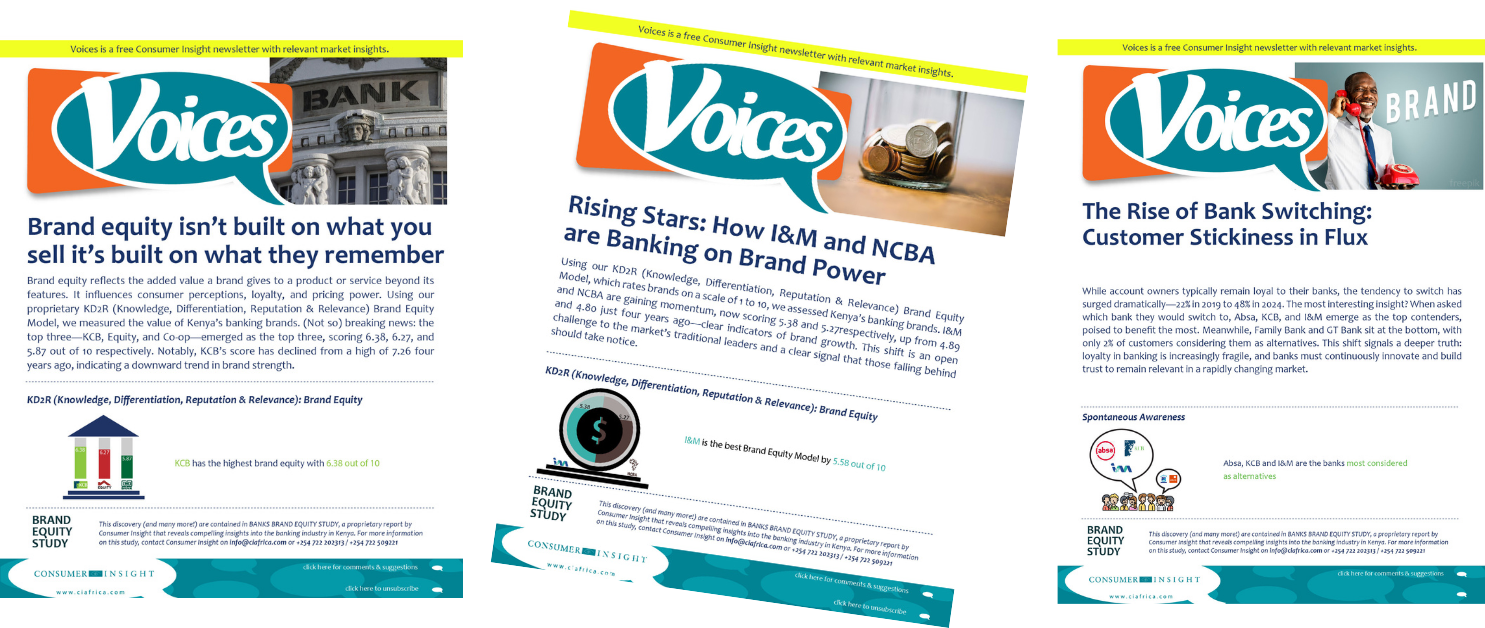 Voices is a free Consumer Insight newsletter with relevant market insights.
Voices
BANK
Brand equity isn't built on what you
sell it's built on what they remember
Brand equity reflects the added value a brand gives to a product or service beyond its
features. It influences consumer perceptions, loyalty, and pricing power. Using our
proprietary KD2R (Knowledge, Differentiation, Reputation & Relevance) Brand Equity
Model, we measured the value of Kenya's banking brands. (Not so) breaking news: the
top three—KCB, Equity, and Co-op—emerged as the top three, scoring 6.38, 6.27, and
5.87 out of 10 respectively. Notably, KCB's score has declined from a high of 7.26 four
years ago, indicating a downward trend in brand strength.
KD2R (Knowledge, Differentiation, Reputation & Relevance): Brand Equity
6.38
6.27
5.87
EQUITY
KCB has the highest brand equity with 6.38 out of 10
BRAND
EQUITY
STUDY
This discovery (and many more!) are contained in BANKS BRAND EQUITY STUDY, a proprietary report by
Consumer Insight that reveals compelling insights into the banking industry in Kenya. For more information
on this study, contact Consumer Insight on info@ciafrica.com or +254 722 202313 / +254 722 509221
CONSUMER INSIGHT
www.ciafrica.com
click here for comments & suggestions
click here to unsubscribe
Voices is a free Consumer Insight newsletter with relevant market insights.
Voices
Rising Stars: How I&M and NCBA
are Banking on Brand Power
Using our KD2R (Knowledge, Differentiation, Reputation & Relevance) Brand Equity
Model, which rates brands on a scale of 1 to 10, we assessed Kenya's banking brands. I&M
and NCBA are gaining momentum, now scoring 5.38 and 5.27respectively, up from 4.89
and 4.80 just four years ago—clear indicators of brand growth. This shift is an open
challenge to the market's traditional leaders and a clear signal that those falling behind
should take notice.
KD2R (Knowledge, Differentiation, Reputation & Relevance): Brand Equity
5.38
5.27
$
I&M is the best Brand Equity Model by 5.58 out of 10
BRAND
EQUITY
STUDY
This discovery (and many more!) are contained in BANKS BRAND EQUITY STUDY, a proprietary report by
Consumer Insight that reveals compelling insights into the banking industry in Kenya. For more information
on this study, contact Consumer Insight on info@ciafrica.com or +254 722 202313 / +254 722 509221
CONSUMER INSIGHT
www.ciafrica.com
click here for comments & suggestions
click here to unsubscribe
Voices is a free Consumer Insight newsletter with relevant market insights.
Voices
BRAND
The Rise of Bank Switching:
Customer Stickiness in Flux
While account owners typically remain loyal to their banks, the tendency to switch has
surged dramatically—22% in 2019 to 48% in 2024. The most interesting insight? When asked
which bank they would switch to, Absa, KCB, and I&M emerge as the top contenders,
poised to benefit the most. Meanwhile, Family Bank and GT Bank sit at the bottom, with
only 2% of customers considering them as alternatives. This shift signals a deeper truth:
loyalty in banking is increasingly fragile, and banks must continuously innovate and build
trust to remain relevant in a rapidly changing market.
Spontaneous Awareness
absa
Absa, KCB and I&M are the banks most considered
as alternatives
BRAND
EQUITY
STUDY
This discovery (and many more!) are contained in BANKS BRAND EQUITY STUDY, a proprietary report by
Consumer Insight that reveals compelling insights into the banking industry in Kenya. For more information
on this study, contact Consumer Insight on info@ciafrica.com or +254 722 202313 / +254 722 509221
CONSUMER INSIGHT
www.ciafrica.com
click here for comments & suggestions